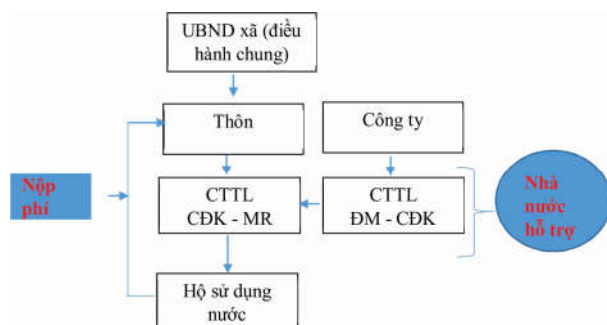 UBND xã (điều
hành chung)
Thôn
Công ty
Nộp
phí
CTTL
CĐK - MR
CTTL
ĐM - CĐK
Nhà
nước
hỗ trợ
Hộ sử dụng
nước